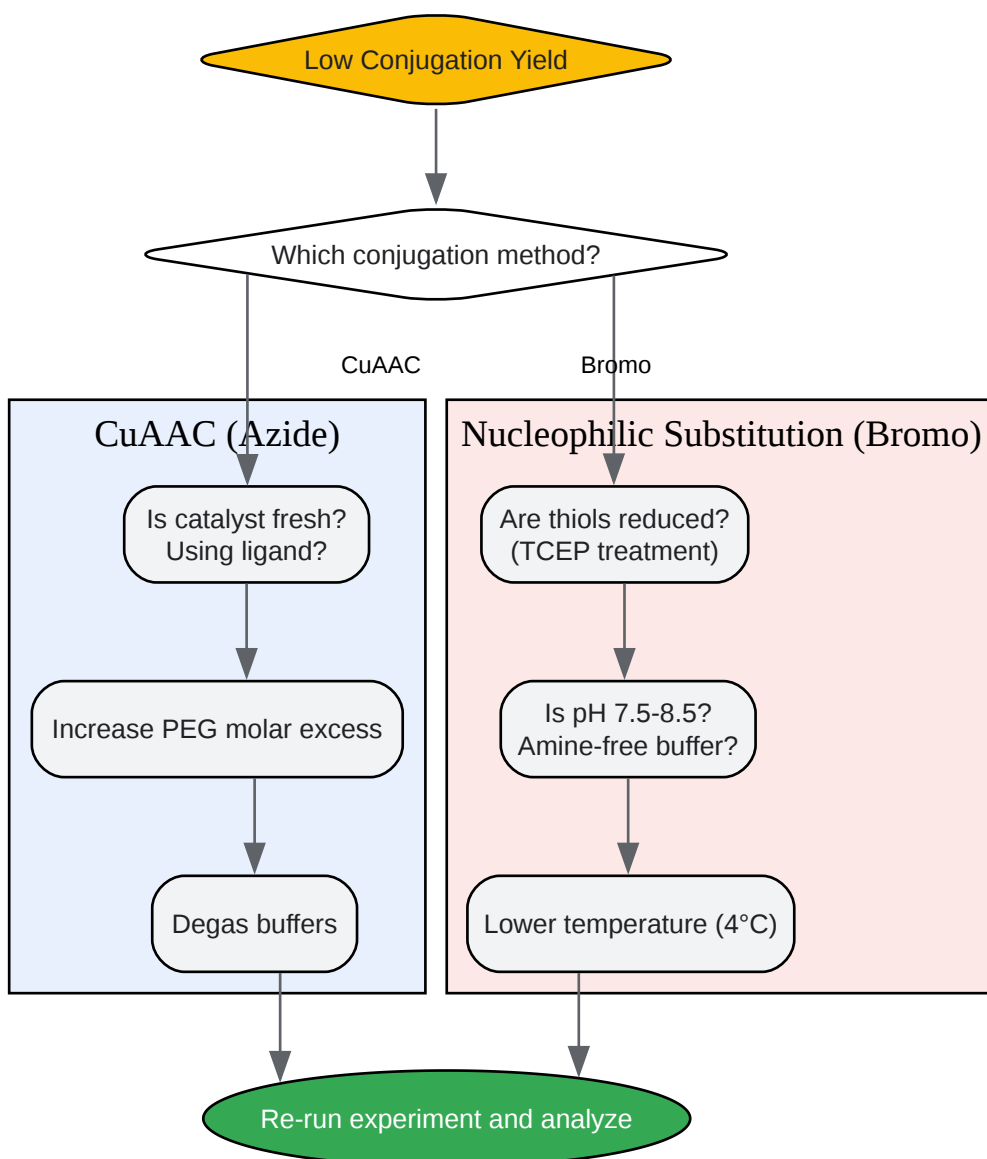 Low Conjugation Yield
Which conjugation method?
CuAAC
Bromo
CuAAC (Azide)
Is catalyst fresh?
Using ligand?
Increase PEG molar excess
Degas buffers
Nucleophilic Substitution (Bromo)
Are thiols reduced?
(TCEP treatment)
Is pH 7.5-8.5?
Amine-free buffer?
Lower temperature (4°C)
Re-run experiment and analyze